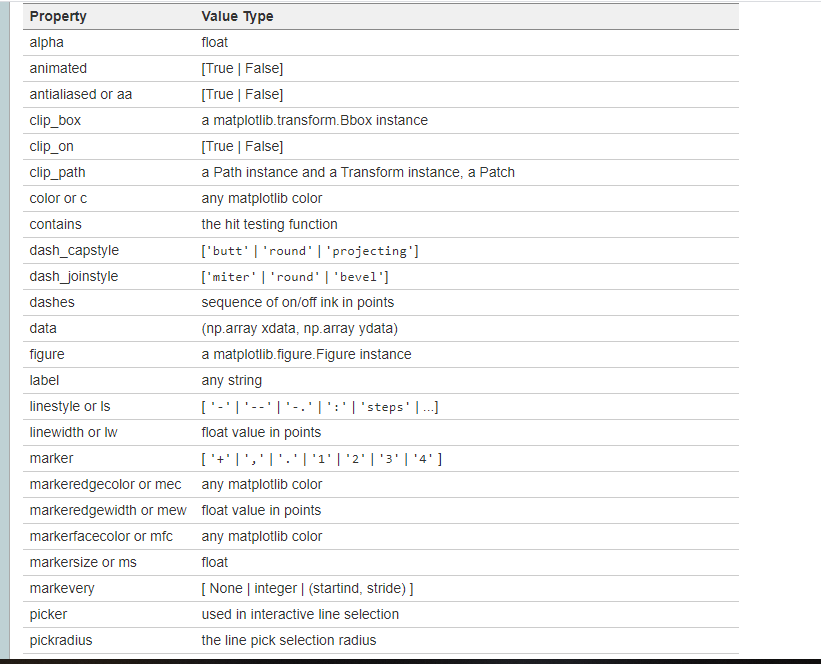 Property Value Type
alpha float
animated [True | False]
antialiased or aa [True | False]
clip_box a matplotlib.transform.Bbox instance
clip_on [True | False]
clip_path a Path instance and a Transform instance, a Patch
color or c any matplotlib color
contains the hit testing function
dash_capstyle ['butt' | 'round' | 'projecting']
dash_joinstyle ['miter' | 'round' | 'bevel']
dashes sequence of on/off ink in points
data (np.array xdata, np.array ydata)
figure a matplotlib.figure.Figure instance
label any string
linestyle or ls [ '-' | '--' | '-.' | ':' | 'steps' | ...]
linewidth or lw float value in points
marker [ '+' | ',' | '.' | '1' | '2' | '3' | '4' ]
markeredgecolor or mec any matplotlib color
markeredgewidth or mew float value in points
markerfacecolor or mfc any matplotlib color
markersize or ms float
markevery [ None | integer | (startind, stride) ]
picker used in interactive line selection
pickradius the line pick selection radius